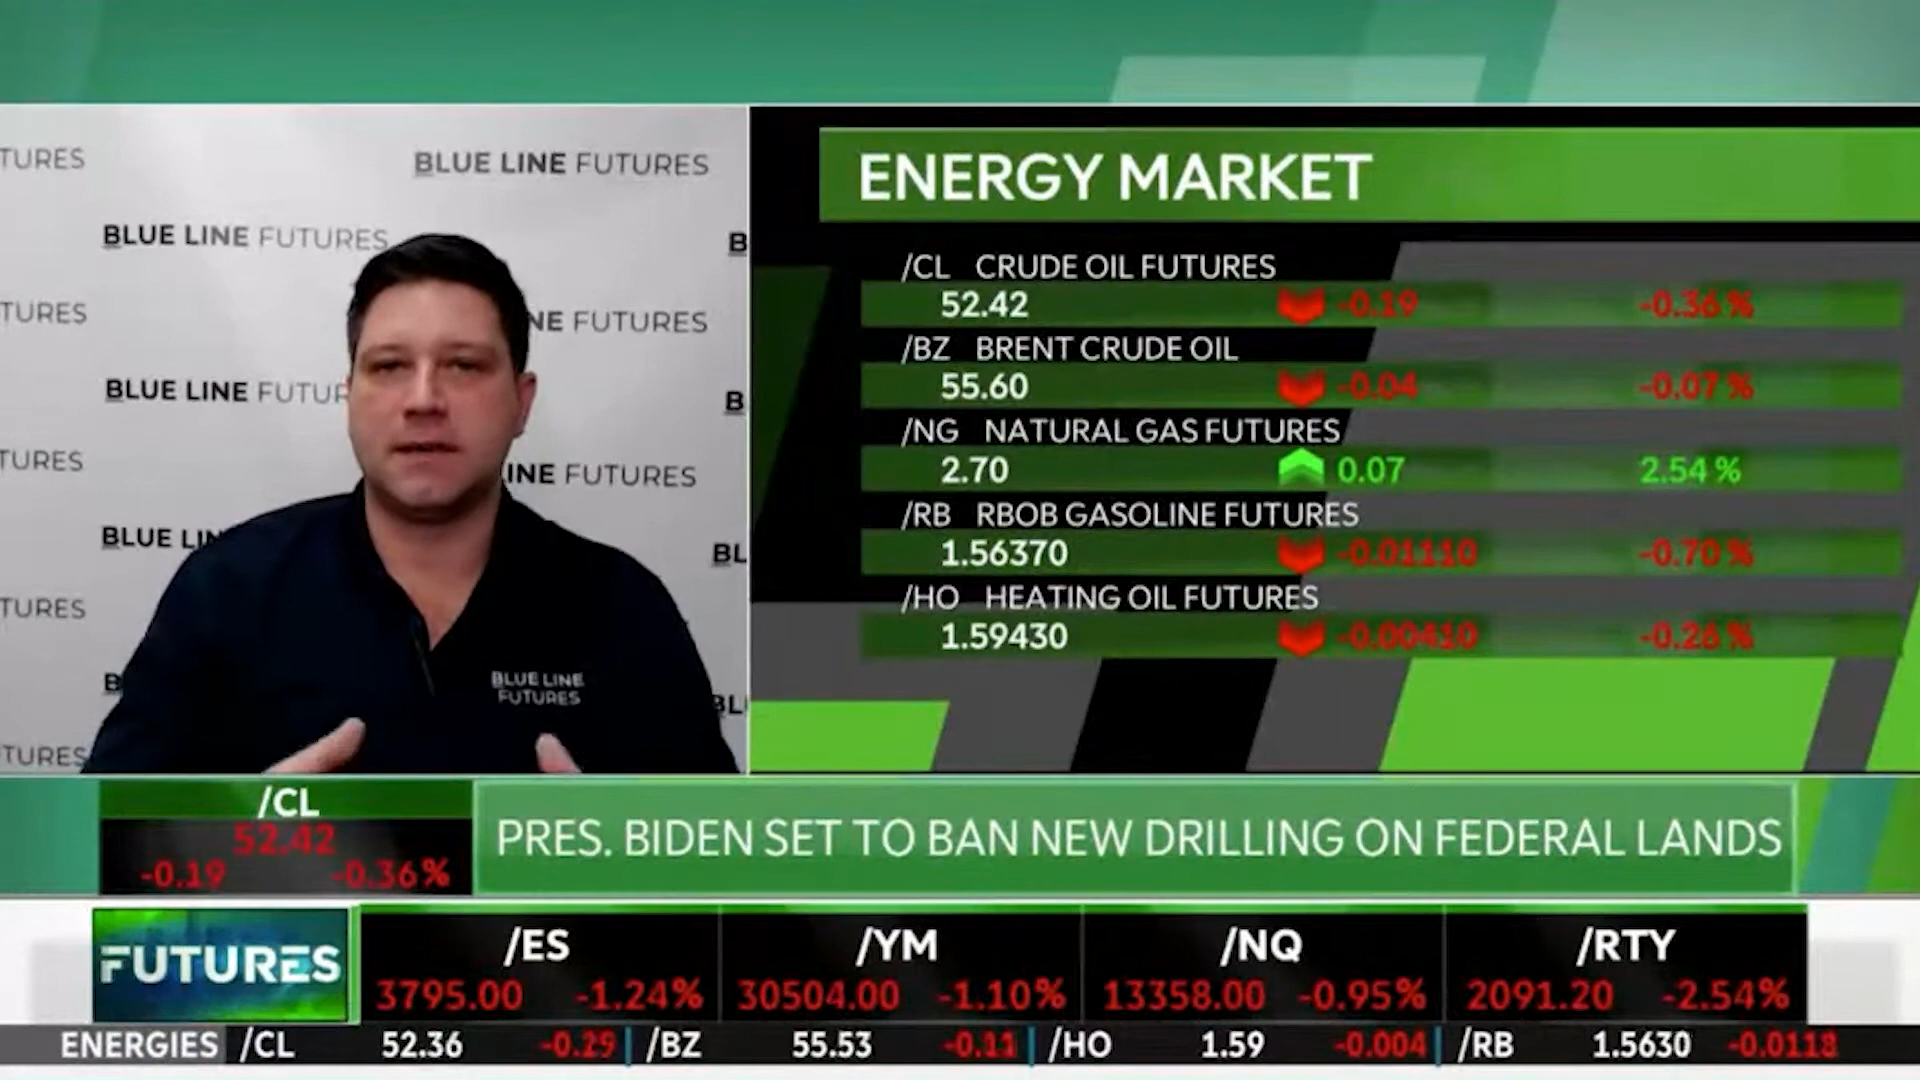 TURES
BLUE LINE FUTURES
BLUE LINE FUTURES
B
TURES
NE FUTURES
BLUE LINE FUTUR
B
TURES
INE FUTURES
BLUE LIN
BL
TURES
BLUE LINE
FUTURES
B
BL
TURES
ENERGY MARKET
/CL CRUDE OIL FUTURES
52.42 -0.19 -0.36%
/BZ BRENT CRUDE OIL
55.60 -0.04 -0.07%
/NG NATURAL GAS FUTURES
2.70 0.07 2.54%
/RB RBOB GASOLINE FUTURES
1.56370 -0.01110 -0.70%
/HO HEATING OIL FUTURES
1.59430 -0.00410 -0.26%
/CL
52.42
-0.19 -0.36%
PRES. BIDEN SET TO BAN NEW DRILLING ON FEDERAL LANDS
FUTURES
/ES
3795.00 -1.24%
/YM
30504.00 -1.10%
/NQ
13358.00 -0.95%
/RTY
2091.20 -2.54%
ENERGIES /CL 52.36 -0.29 /BZ 55.53 -0.11 /HO 1.59 -0.004 /RB 1.5630 -0.0118